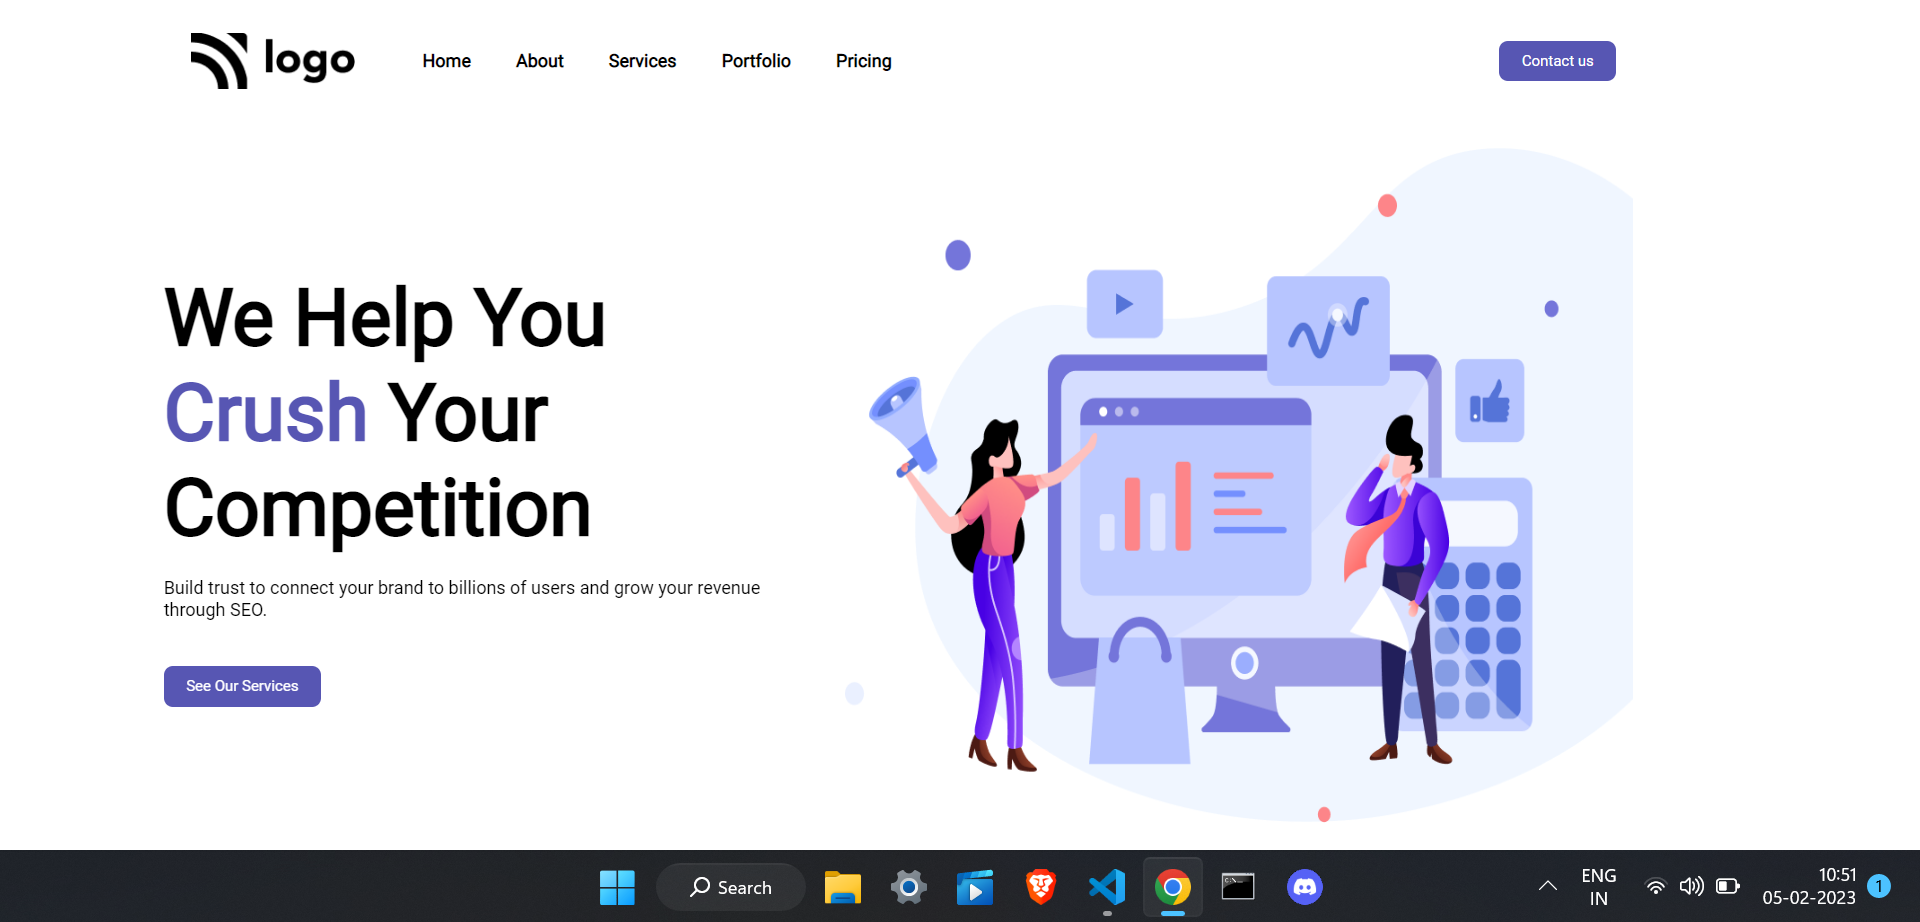 logo
Home About Services Portfolio Pricing
Contact us
We Help You
Crush Your
Competition
Build trust to connect your brand to billions of users and grow your revenue
through SEO.
See Our Services
Search
ENG
IN
10:51
05-02-2023
1